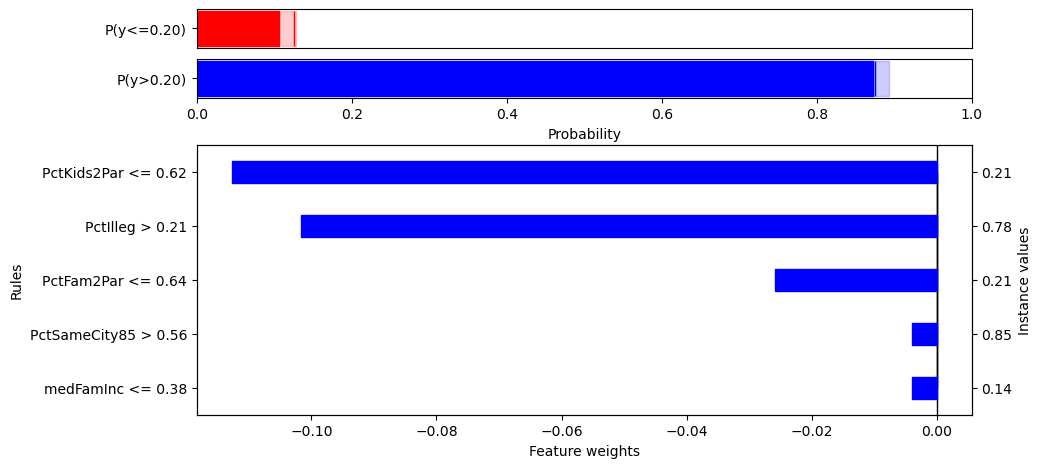 P(y<=0.20)
P(y>0.20)
0.0 0.2 0.4 0.6 0.8 1.0
Probability
Rules
PctKids2Par <= 0.62 0.21
PctIlleg > 0.21 0.78
PctFam2Par <= 0.64 0.21
PctSameCity85 > 0.56 0.85
medFamInc <= 0.38 0.14
Instance values
−0.10 −0.08 −0.06 −0.04 −0.02 0.00
Feature weights